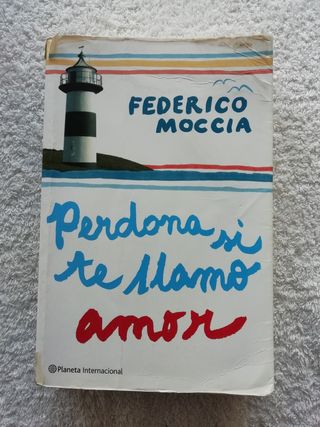 FEDERICO
MOCCIA
Perdona si
te llamo
amor
Planeta Internacional